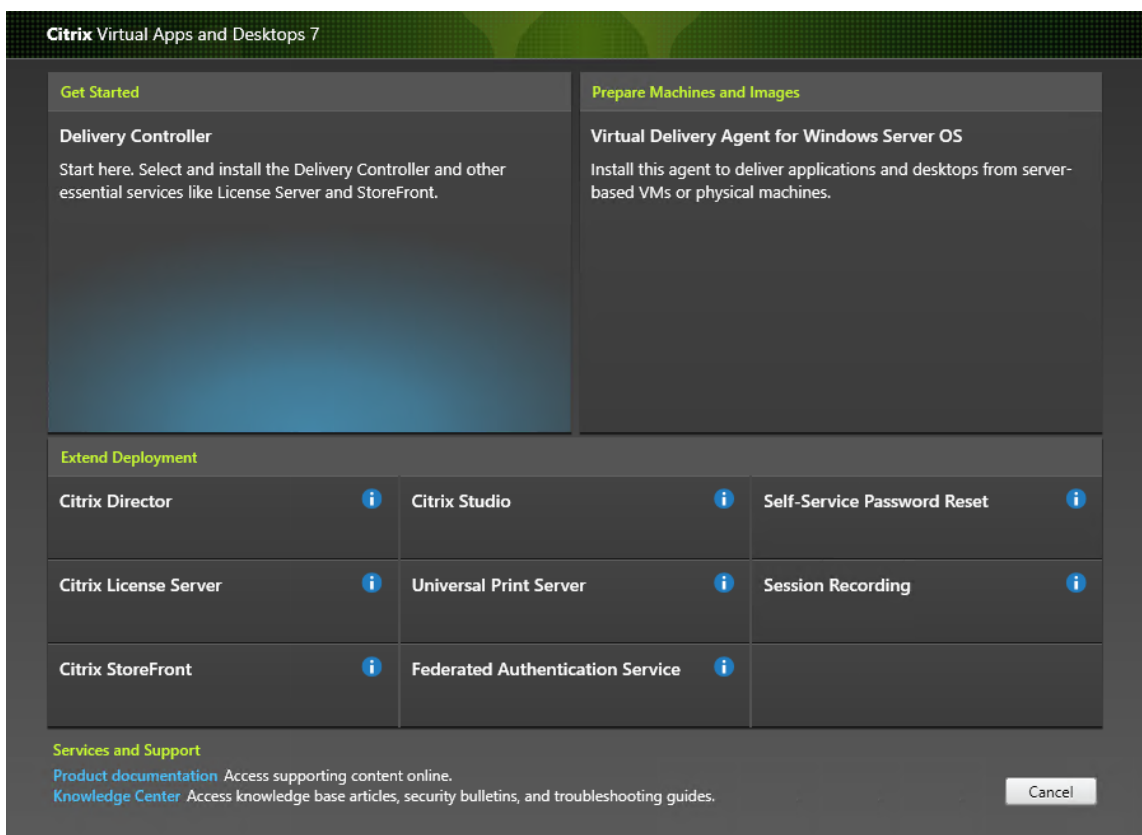 Citrix Virtual Apps and Desktops 7
Get Started
Delivery Controller
Start here. Select and install the Delivery Controller and other
essential services like License Server and StoreFront.
Prepare Machines and Images
Virtual Delivery Agent for Windows Server OS
Install this agent to deliver applications and desktops from server-
based VMs or physical machines.
Extend Deployment
Citrix Director
Citrix Studio
Self-Service Password Reset
Citrix License Server
Universal Print Server
Session Recording
Citrix StoreFront
Federated Authentication Service
Services and Support
Product documentation Access supporting content online.
Knowledge Center Access knowledge base articles, security bulletins, and troubleshooting guides.
Cancel